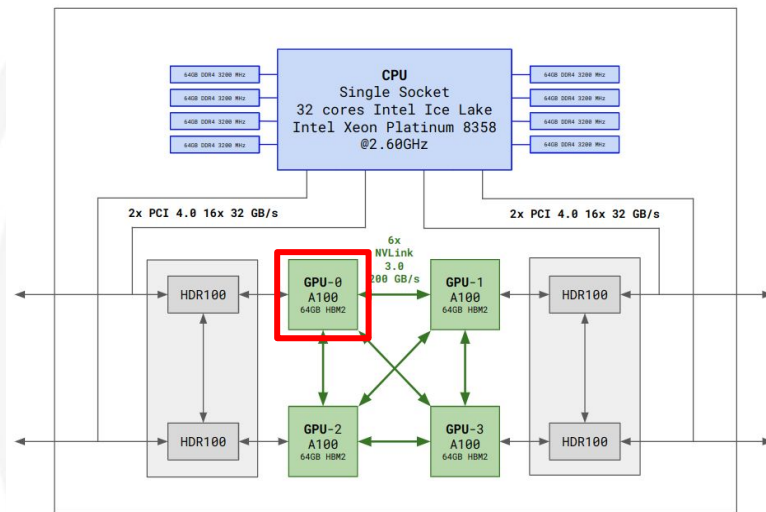 CPU
Single Socket
32 cores Intel Ice Lake
Intel Xeon Platinum 8358
@2.60GHz
64GB DDR4 3200 MHz
64GB DDR4 3200 MHz
64GB DDR4 3200 MHz
64GB DDR4 3200 MHz
64GB DDR4 3200 MHz
64GB DDR4 3200 MHz
64GB DDR4 3200 MHz
64GB DDR4 3200 MHz
2x PCI 4.0 16x 32 GB/s
2x PCI 4.0 16x 32 GB/s
6x
NVLink
3.0
200 GB/s
HDR100
GPU-0
A100
64GB HBM2
GPU-1
A100
64GB HBM2
HDR100
HDR100
GPU-2
A100
64GB HBM2
GPU-3
A100
64GB HBM2
HDR100